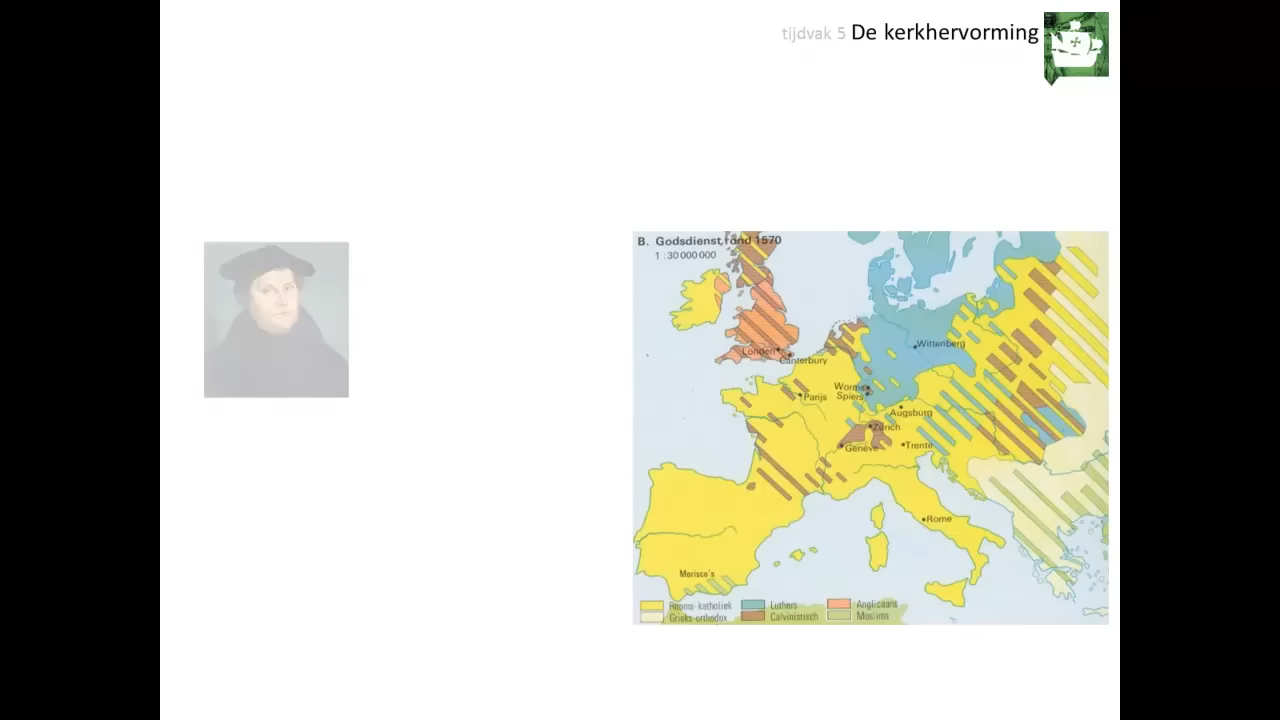 tijdvak 5 De kerkhervorming
B. Godsdienst rond 1570
1 : 30 000 000
Londen
Canterbury
Wittenberg
Worms
Spiers
Parijs
Augsburg
Zürich
Genève
Trente
Rome
Morisco's
Rooms-katholiek
Luthers
Anglicaans
Grieks-orthodox
Calvinistisch
Moslims